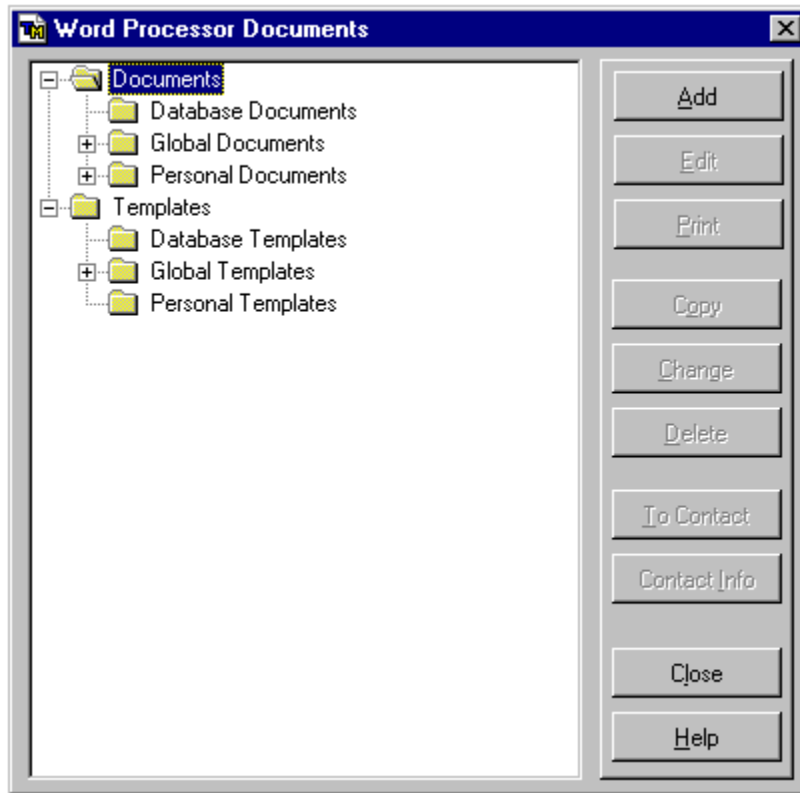 Word Processor Documents
Documents
Database Documents
Global Documents
Personal Documents
Templates
Database Templates
Global Templates
Personal Templates
Add
Edit
Print
Copy
Change
Delete
To Contact
Contact Info
Close
Help